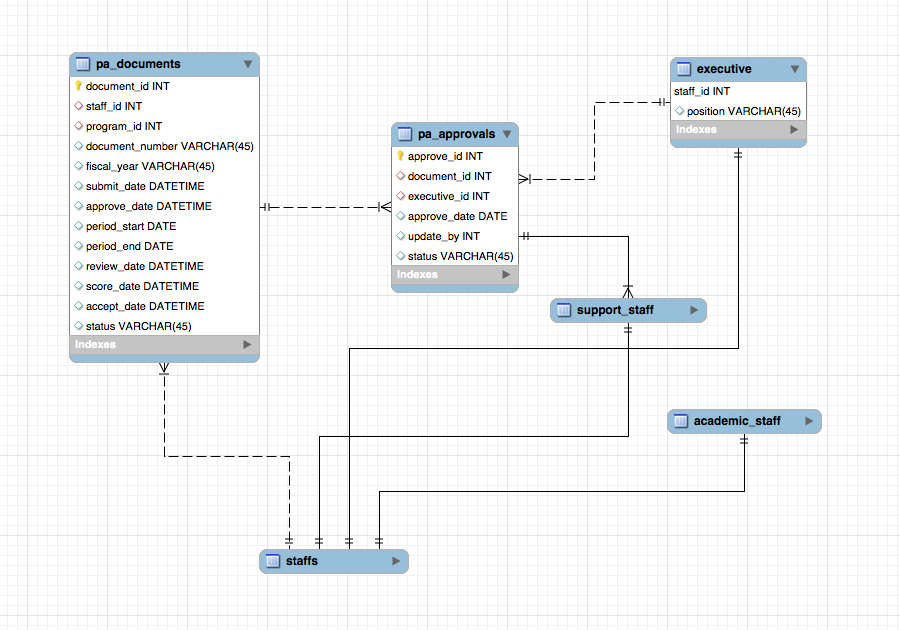 pa_documents
document_id INT
staff_id INT
program_id INT
document_number VARCHAR(45)
fiscal_year VARCHAR(45)
submit_date DATETIME
approve_date DATETIME
period_start DATE
period_end DATE
review_date DATETIME
score_date DATETIME
accept_date DATETIME
status VARCHAR(45)
Indexes
pa_approvals
approve_id INT
document_id INT
executive_id INT
approve_date DATE
update_by INT
status VARCHAR(45)
Indexes
executive
staff_id INT
position VARCHAR(45)
Indexes
support_staff
academic_staff
staffs